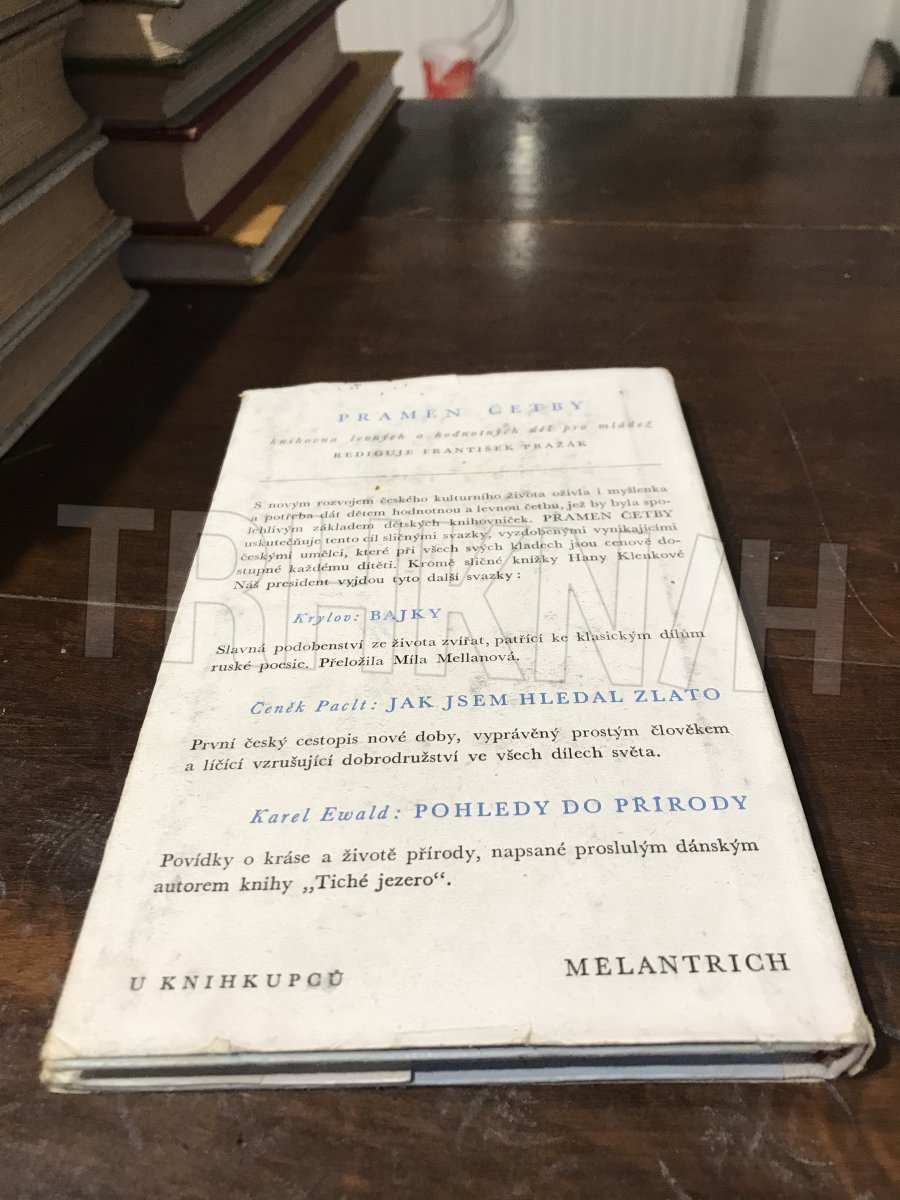 PRAMEN ČETBY
knihovna levných a hodnotných děl pro mládež
REDIGUJE FRANTIŠEK PRAŽÁK
S novým rozvojem českého kulturního života oživla i myšlenka
a potřeba dát dětem hodnotnou a levnou četbu, jež by byla spo-
lehlivým základem dětských knihovniček. PRAMEN ČETBY
uskutečňuje tento cíl sličnými svazky, vyzdobenými vynikajícími
českými umělci, které při všech svých kladech jsou cenově do-
stupné každému dítěti. Kromě sličné knížky Hany Klenkové
Náš president vyjdou tyto další svazky:
Krylov: BAJKY
Slavná podobenství ze života zvířat, patřící ke klasickým dílům
ruské poesie. Přeložila Míla Mellanová.
Čeněk Paclt: JAK JSEM HLEDAL ZLATO
První český cestopis nové doby, vyprávěný prostým člověkem
a líčící vzrušující dobrodružství ve všech dílech světa.
Karel Ewald: POHLEDY DO PŘÍRODY
Povídky o kráse a životě přírody, napsané proslulým dánským
autorem knihy „Tiché jezero“.
U KNIHKUPCŮ MELANTRICH
TRHKNIH